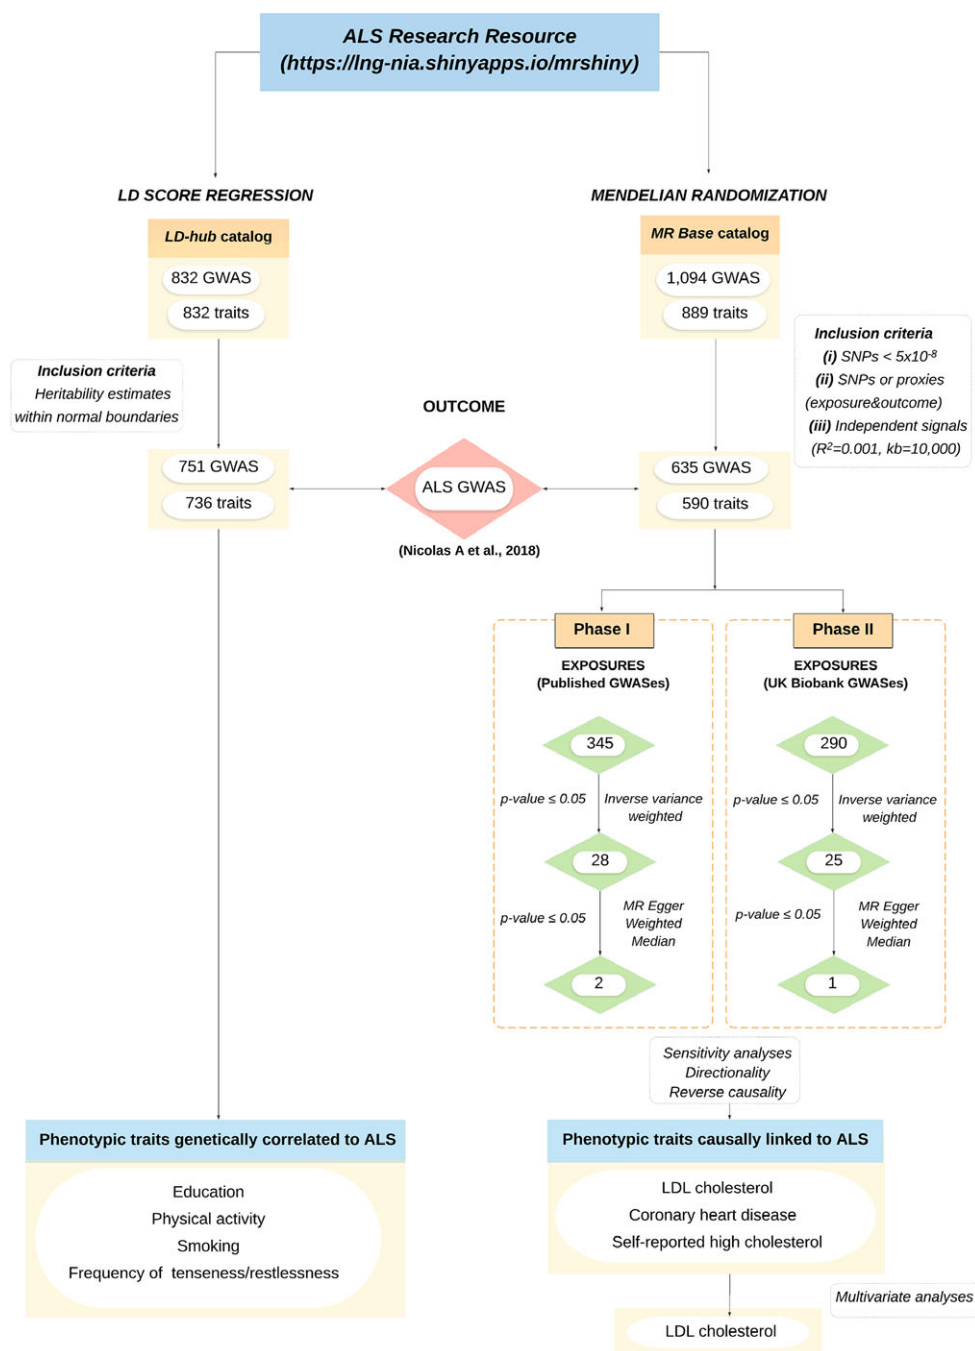 ALS Research Resource
(https://lng-nia.shinyapps.io/mrshiny)
LD SCORE REGRESSION
LD-hub catalog
832 GWAS
832 traits
Inclusion criteria
Heritability estimates
within normal boundaries
751 GWAS
736 traits
OUTCOME
ALS GWAS
(Nicolas A et al., 2018)
MENDELIAN RANDOMIZATION
MR Base catalog
1,094 GWAS
889 traits
Inclusion criteria
(i) SNPs < 5x10⁻⁸
(ii) SNPs or proxies
(exposure&outcome)
(iii) Independent signals
(R²=0.001, kb=10,000)
635 GWAS
590 traits
Phase I
EXPOSURES
(Published GWASes)
345
p-value ≤ 0.05
Inverse variance
weighted
28
p-value ≤ 0.05
MR Egger
Weighted
Median
2
Phase II
EXPOSURES
(UK Biobank GWASes)
290
p-value ≤ 0.05
Inverse variance
weighted
25
p-value ≤ 0.05
MR Egger
Weighted
Median
1
Sensitivity analyses
Directionality
Reverse causality
Phenotypic traits genetically correlated to ALS
Education
Physical activity
Smoking
Frequency of tenseness/restlessness
Phenotypic traits causally linked to ALS
LDL cholesterol
Coronary heart disease
Self-reported high cholesterol
Multivariate analyses
LDL cholesterol